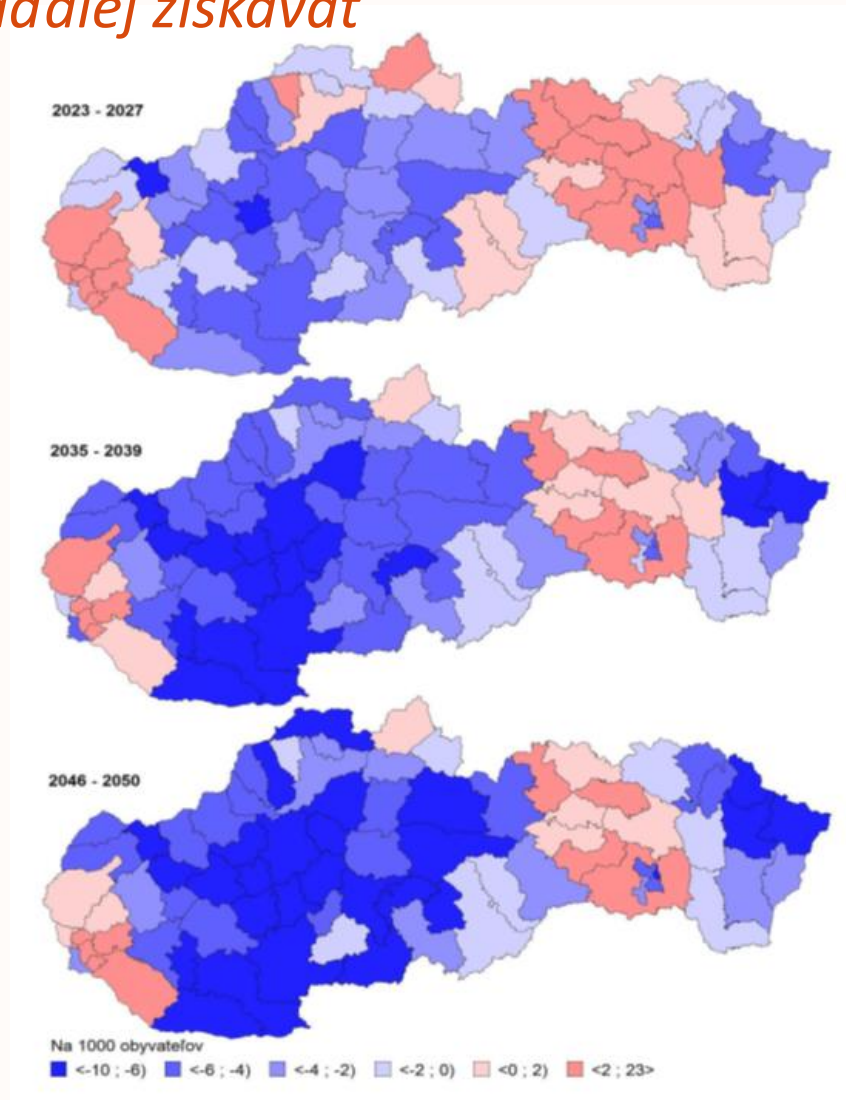 nadalej získavať
2023 - 2027
2035 - 2039
2046 - 2050
Na 1000 obyvateľov
<-10 ; -6) <-6 ; -4) <-4 ; -2) <-2 ; 0) <0 ; 2) <2 ; 23>